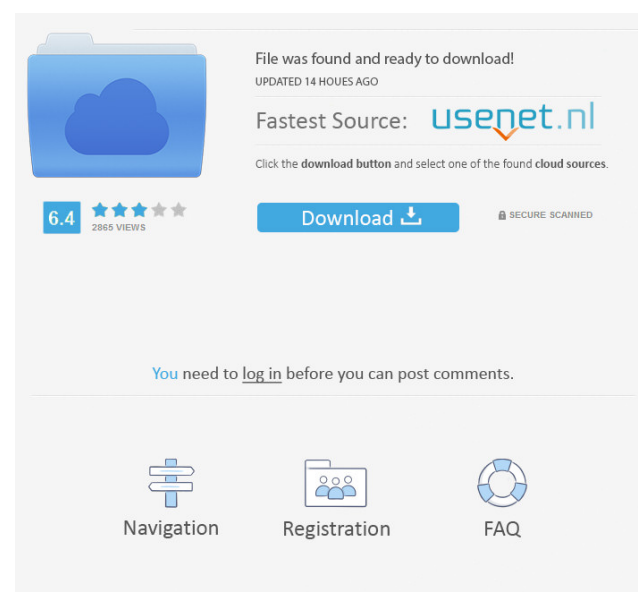 File was found and ready to download!
UPDATED 14 HOUES AGO
Fastest Source: usenet.nl
Click the download button and select one of the found cloud sources.
6.4
2865 VIEWS
Download
SECURE SCANNED
You need to log in before you can post comments.
Navigation
Registration
FAQ